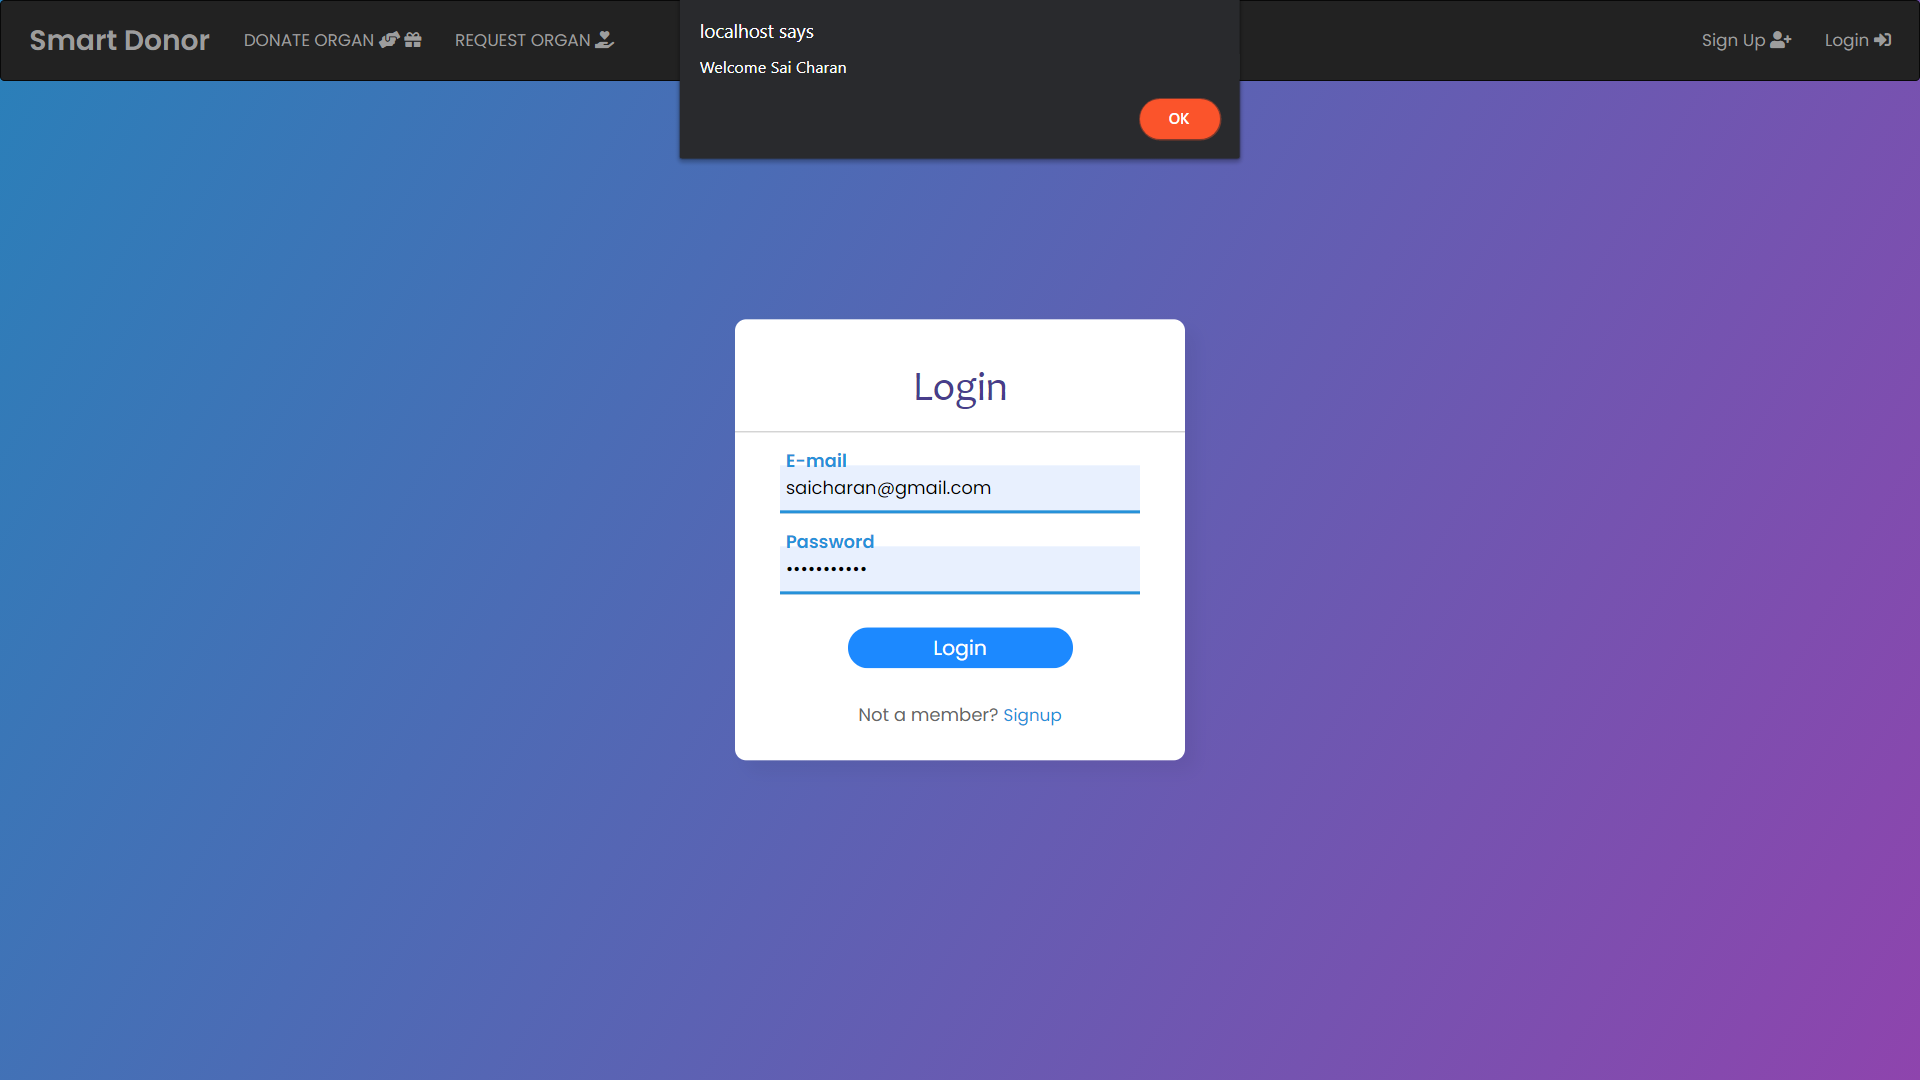 Smart Donor
DONATE ORGAN
REQUEST ORGAN
localhost says
Welcome Sai Charan
OK
Sign Up
Login
Login
E-mail
saicharan@gmail.com
Password
•••••••••••
Login
Not a member? Signup